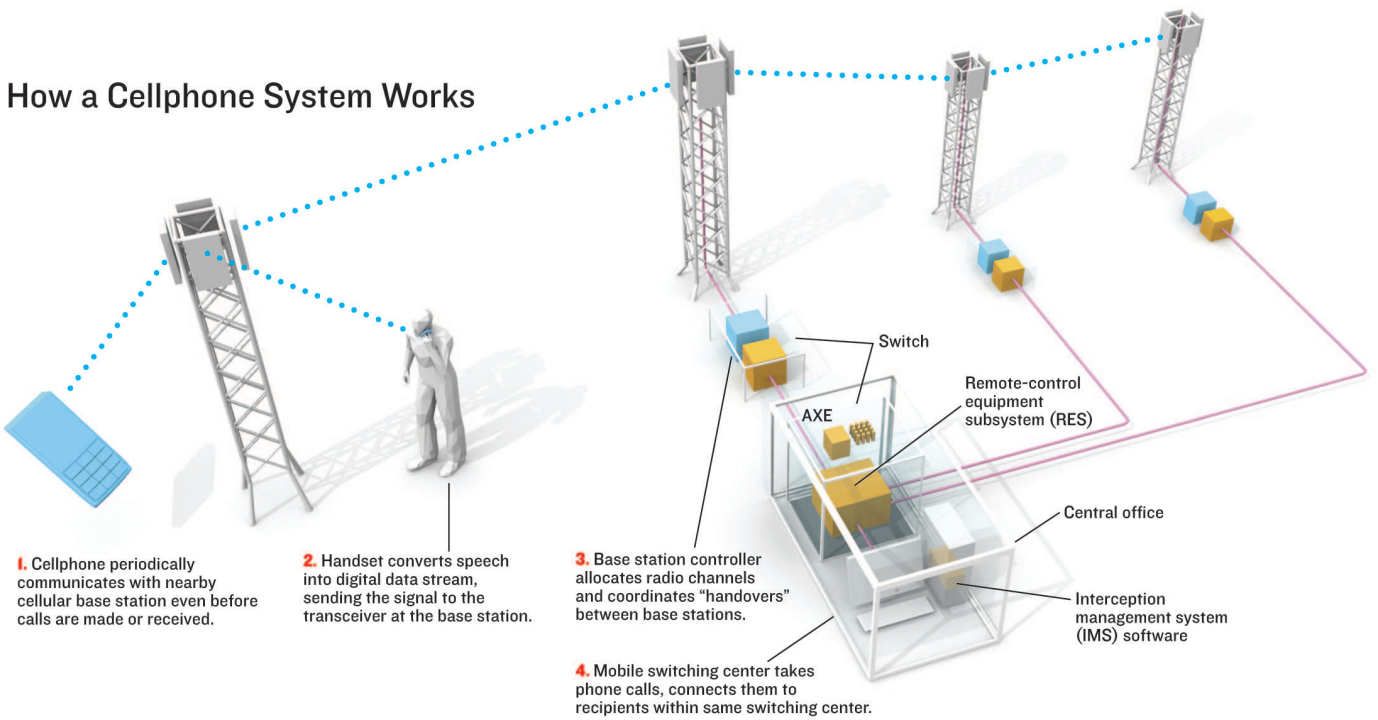 How a Cellphone System Works
Switch
AXE
Remote-control
equipment
subsystem (RES)
Central office
Interception
management system
(IMS) software
1. Cellphone periodically
communicates with nearby
cellular base station even before
calls are made or received.
2. Handset converts speech
into digital data stream,
sending the signal to the
transceiver at the base station.
3. Base station controller
allocates radio channels
and coordinates “handovers”
between base stations.
4. Mobile switching center takes
phone calls, connects them to
recipients within same switching center.